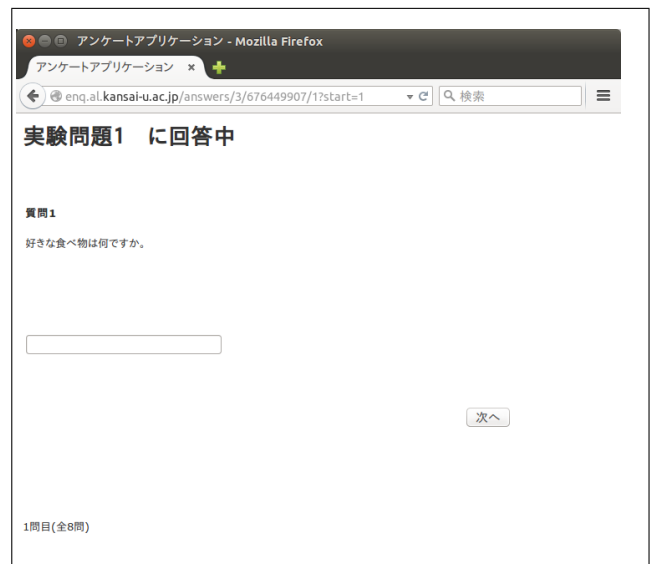 アンケートアプリケーション - Mozilla Firefox
アンケートアプリケーション ×
enq.al.kansai-u.ac.jp/answers/3/676449907/1?start=1 検索
実験問題1 に回答中
質問1
好きな食べ物は何ですか。
次へ
1問目(全8問)